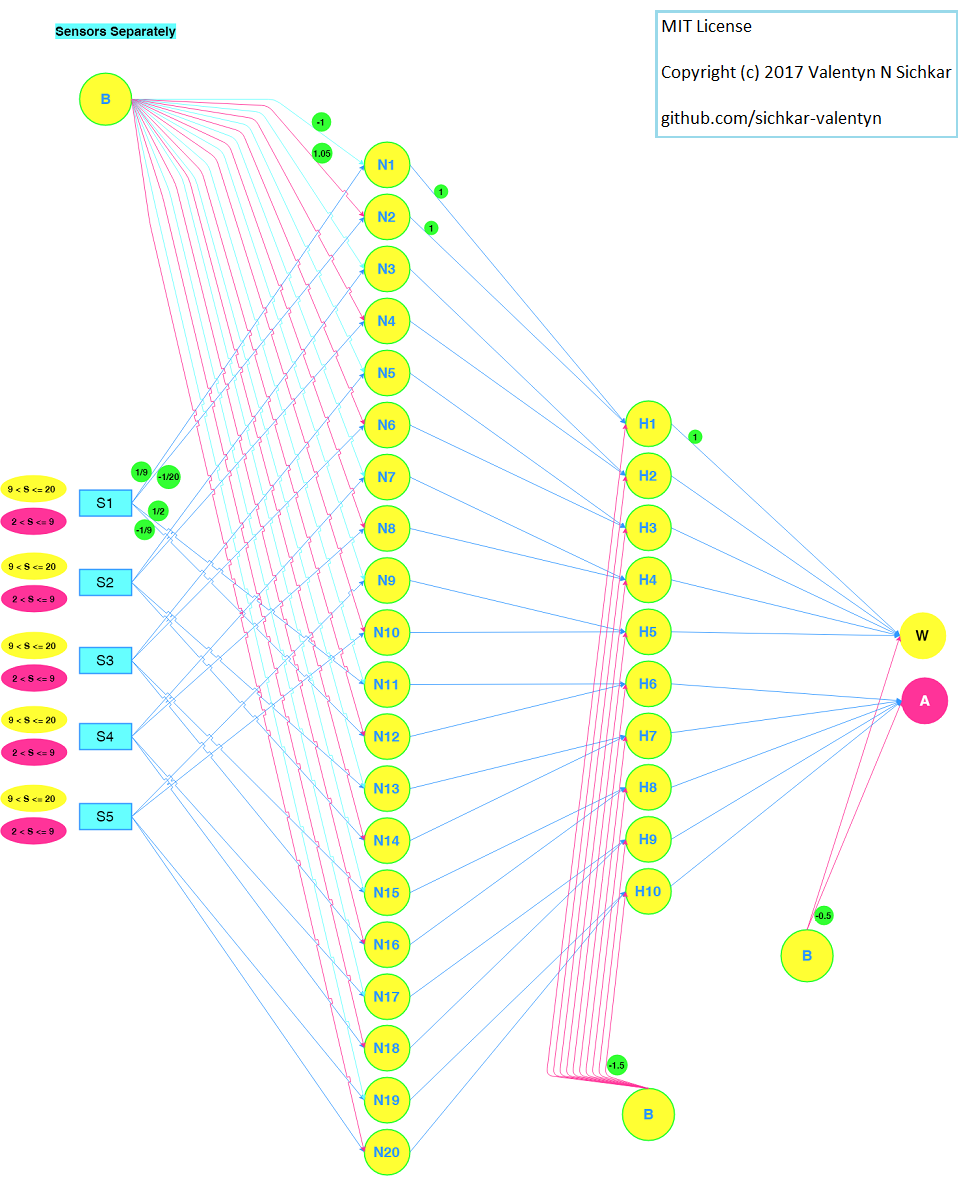 Sensors Separately
MIT License
Copyright (c) 2017 Valentyn N Sichkar
github.com/sichkar-valentyn
B
-1
1.05
N1
1
N2
1
N3
N4
N5
N6
N7
N8
N9
N10
N11
N12
N13
N14
N15
N16
N17
N18
N19
N20
1/9
-1/20
1/2
-1/9
9 < S <= 20
S1
2 < S <= 9
9 < S <= 20
S2
2 < S <= 9
9 < S <= 20
S3
2 < S <= 9
9 < S <= 20
S4
2 < S <= 9
9 < S <= 20
S5
2 < S <= 9
H1
1
H2
H3
H4
H5
H6
H7
H8
H9
H10
W
A
-0.5
B
-1.5
B